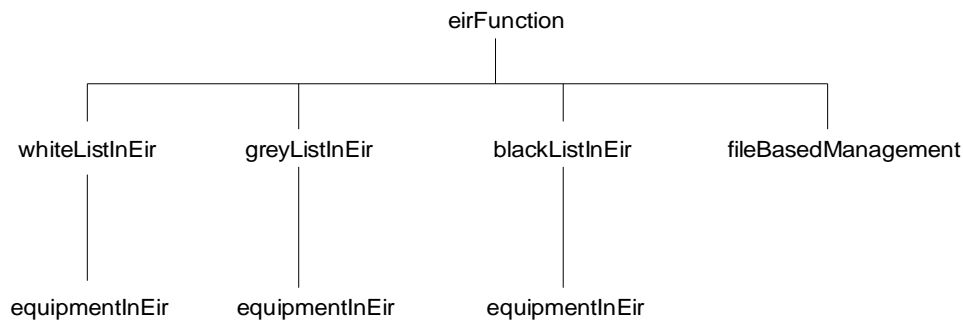 eirFunction
whiteListInEir greyListInEir blackListInEir fileBasedManagement
equipmentInEir equipmentInEir equipmentInEir